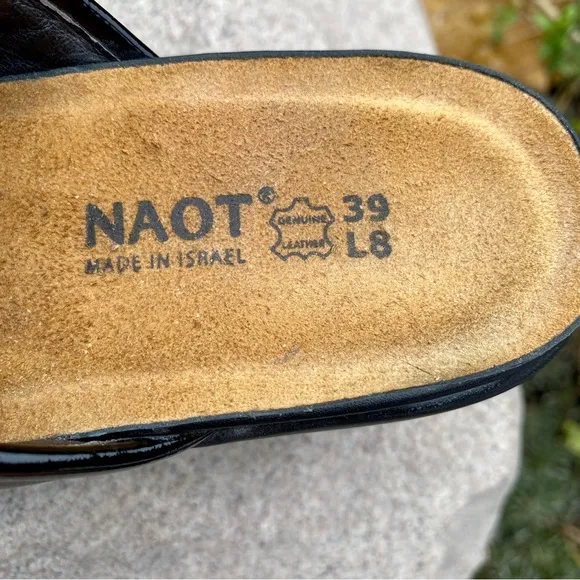 NAOT®
MADE IN ISRAEL
GENUINE
LEATHER
39
L8